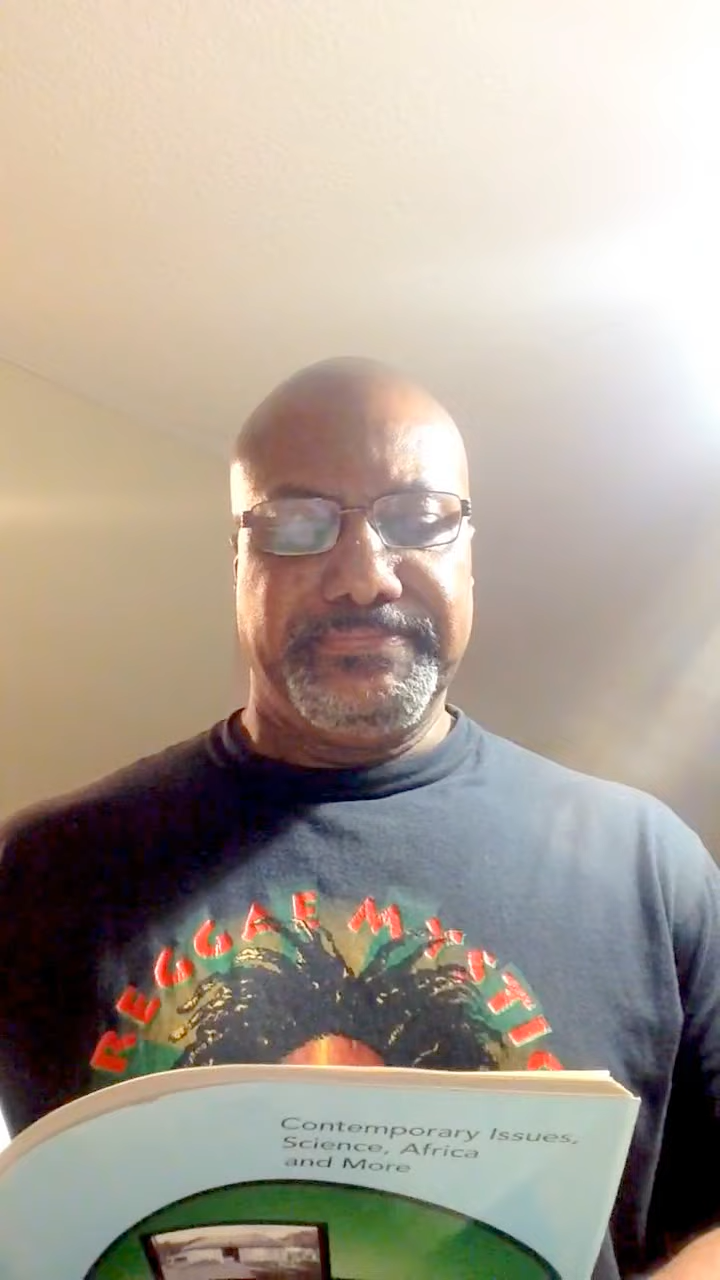 REGGAE MYSTIC
Contemporary Issues,
Science, Africa
and More